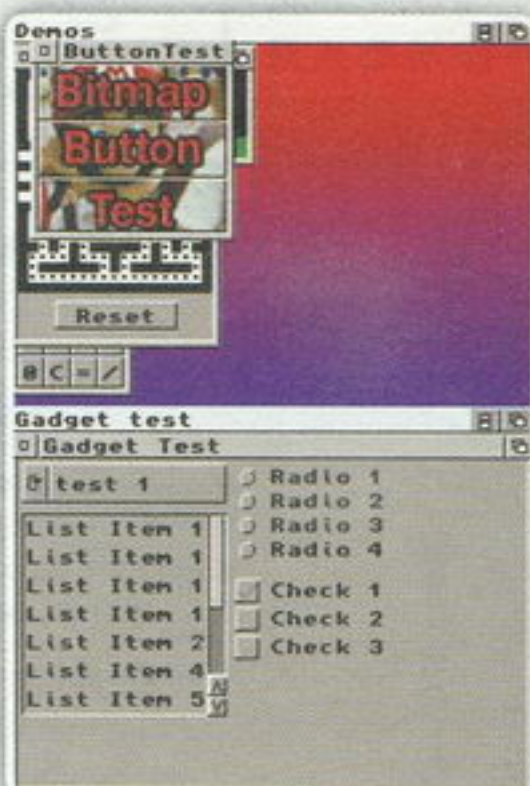 Demos
ButtonTest
Bitmap
Button
Test
Reset
C = /
Gadget test
Gadget Test
test 1
Radio 1
Radio 2
Radio 3
Radio 4
List Item 1
List Item 1
List Item 1
List Item 1
List Item 2
List Item 4
List Item 5
Check 1
Check 2
Check 3